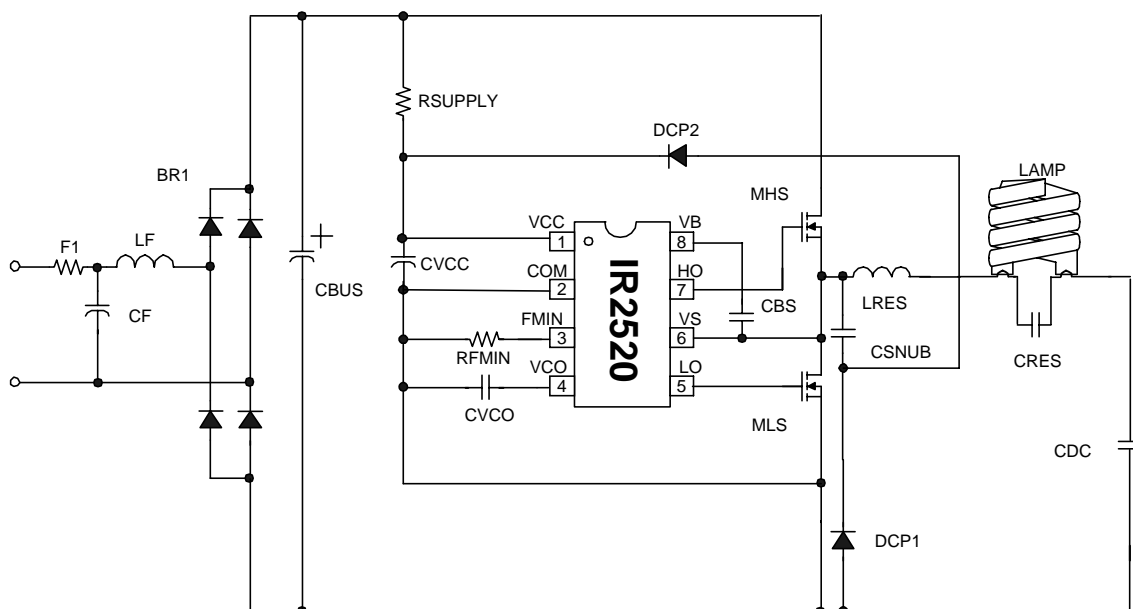 RSUPPLY
DCP2
LAMP
BR1
MHS
VCC
VB
1
8
F1
LF
CVCC
COM
HO
2
7
CBUS
CBS
LRES
CF
FMIN
VS
RFMIN
3
6
IR2520
CSNUB
CRES
VCO
LO
4
5
CVCO
MLS
CDC
DCP1